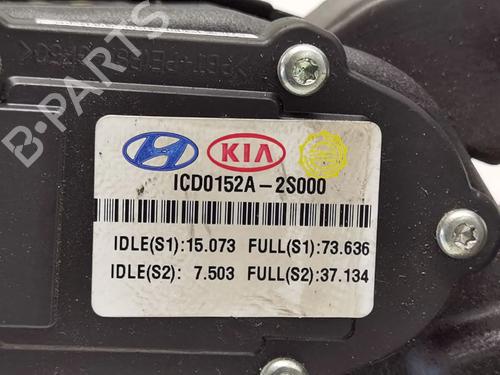 B-PARTS
KIA
ICD0152A-2S000
IDLE(S1):15.073 FULL(S1):73.636
IDLE(S2): 7.503 FULL(S2):37.134